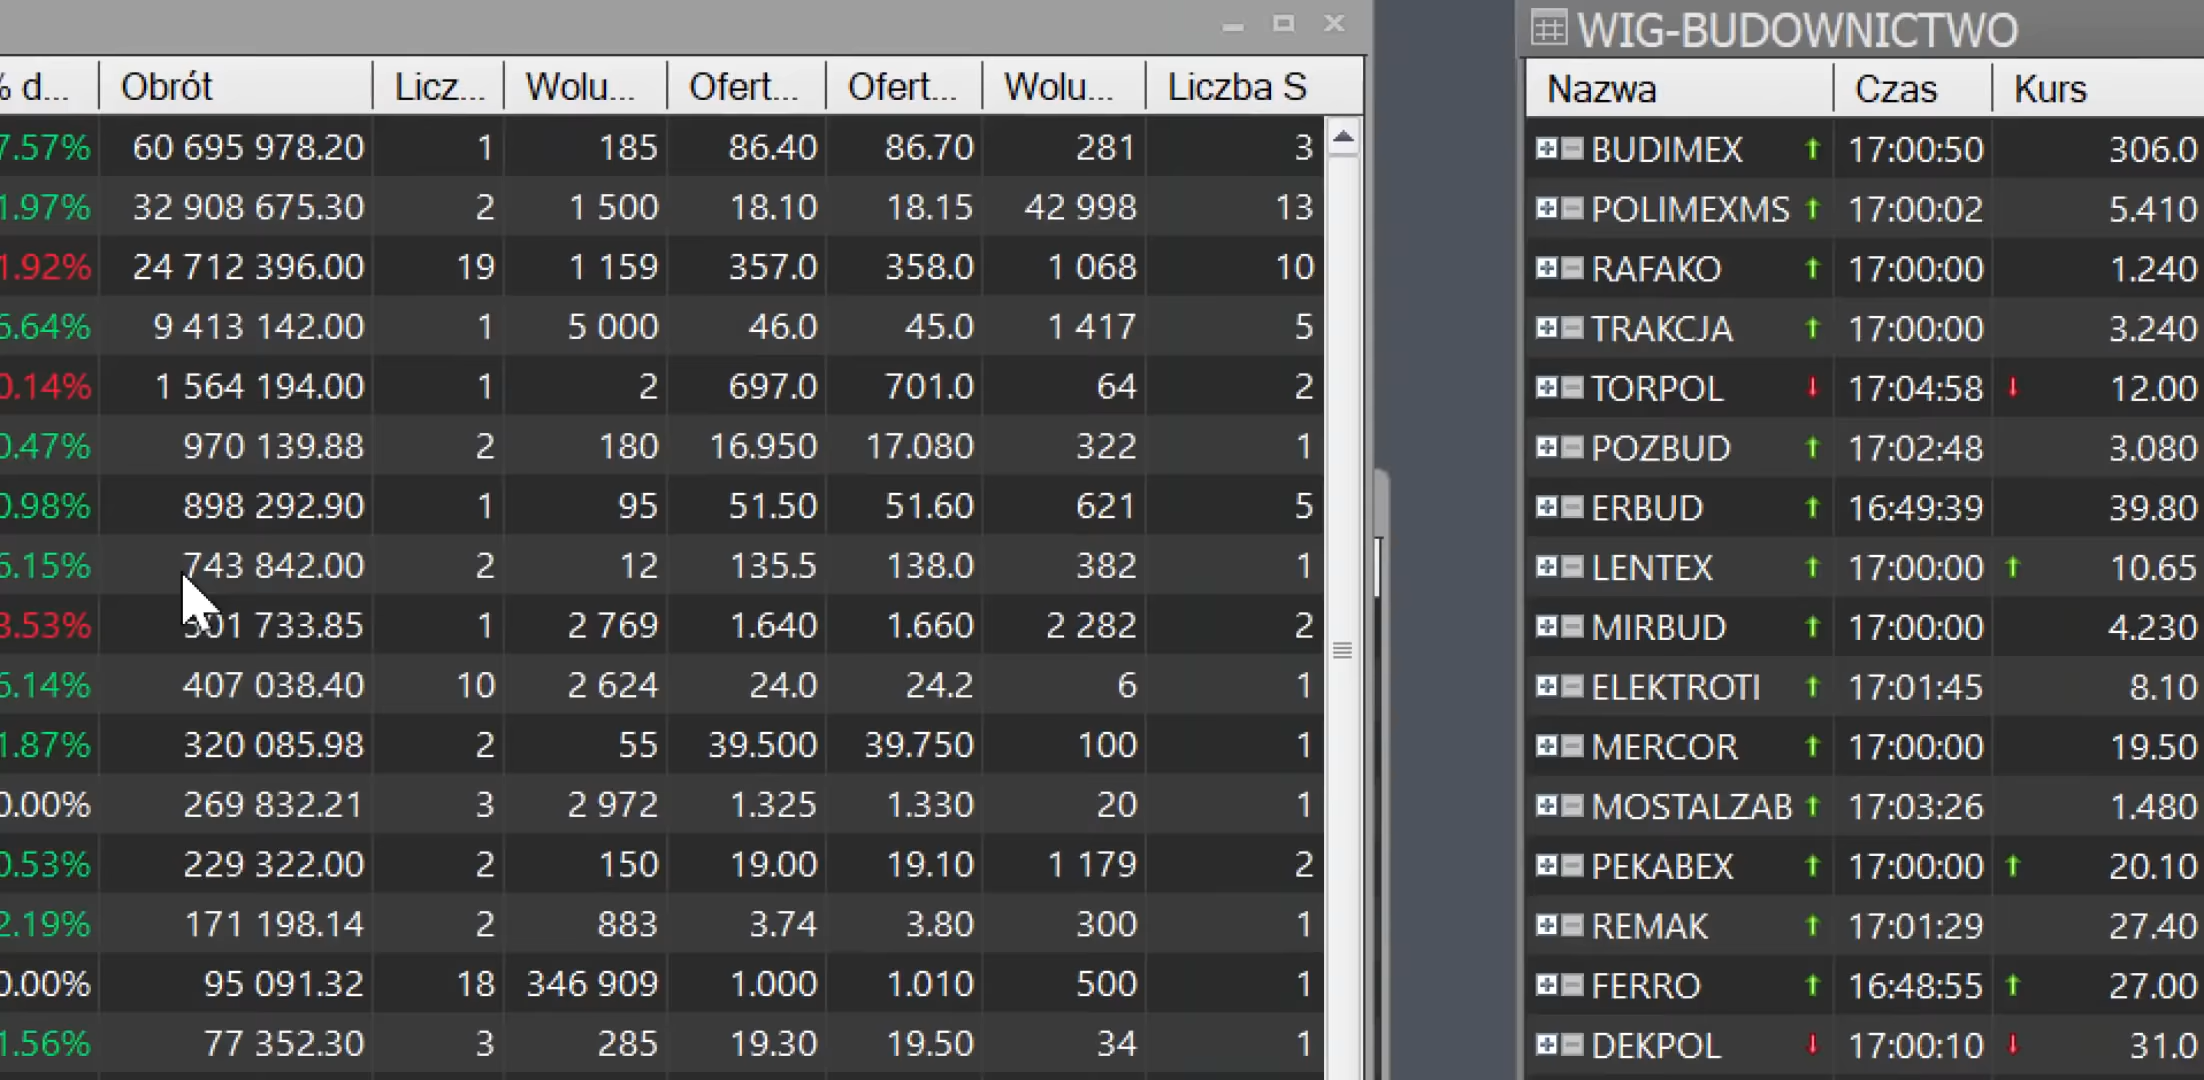 % d... Obrót Licz... Wolu... Ofert... Ofert... Wolu... Liczba S
7.57% 60 695 978.20 1 185 86.40 86.70 281 3
1.97% 32 908 675.30 2 1 500 18.10 18.15 42 998 13
1.92% 24 712 396.00 19 1 159 357.0 358.0 1 068 10
6.64% 9 413 142.00 1 5 000 46.0 45.0 1 417 5
0.14% 1 564 194.00 1 2 697.0 701.0 64 2
0.47% 970 139.88 2 180 16.950 17.080 322 1
0.98% 898 292.90 1 95 51.50 51.60 621 5
6.15% 743 842.00 2 12 135.5 138.0 382 1
3.53% 501 733.85 1 2 769 1.640 1.660 2 282 2
6.14% 407 038.40 10 2 624 24.0 24.2 6 1
1.87% 320 085.98 2 55 39.500 39.750 100 1
0.00% 269 832.21 3 2 972 1.325 1.330 20 1
0.53% 229 322.00 2 150 19.00 19.10 1 179 2
2.19% 171 198.14 2 883 3.74 3.80 300 1
0.00% 95 091.32 18 346 909 1.000 1.010 500 1
1.56% 77 352.30 3 285 19.30 19.50 34 1
WIG-BUDOWNICTWO
Nazwa Czas Kurs
BUDIMEX 17:00:50 306.0
POLIMEXMS 17:00:02 5.410
RAFAKO 17:00:00 1.240
TRAKCJA 17:00:00 3.240
TORPOL 17:04:58 12.00
POZBUD 17:02:48 3.080
ERBUD 16:49:39 39.80
LENTEX 17:00:00 10.65
MIRBUD 17:00:00 4.230
ELEKTROTI 17:01:45 8.10
MERCOR 17:00:00 19.50
MOSTALZAB 17:03:26 1.480
PEKABEX 17:00:00 20.10
REMAK 17:01:29 27.40
FERRO 16:48:55 27.00
DEKPOL 17:00:10 31.0